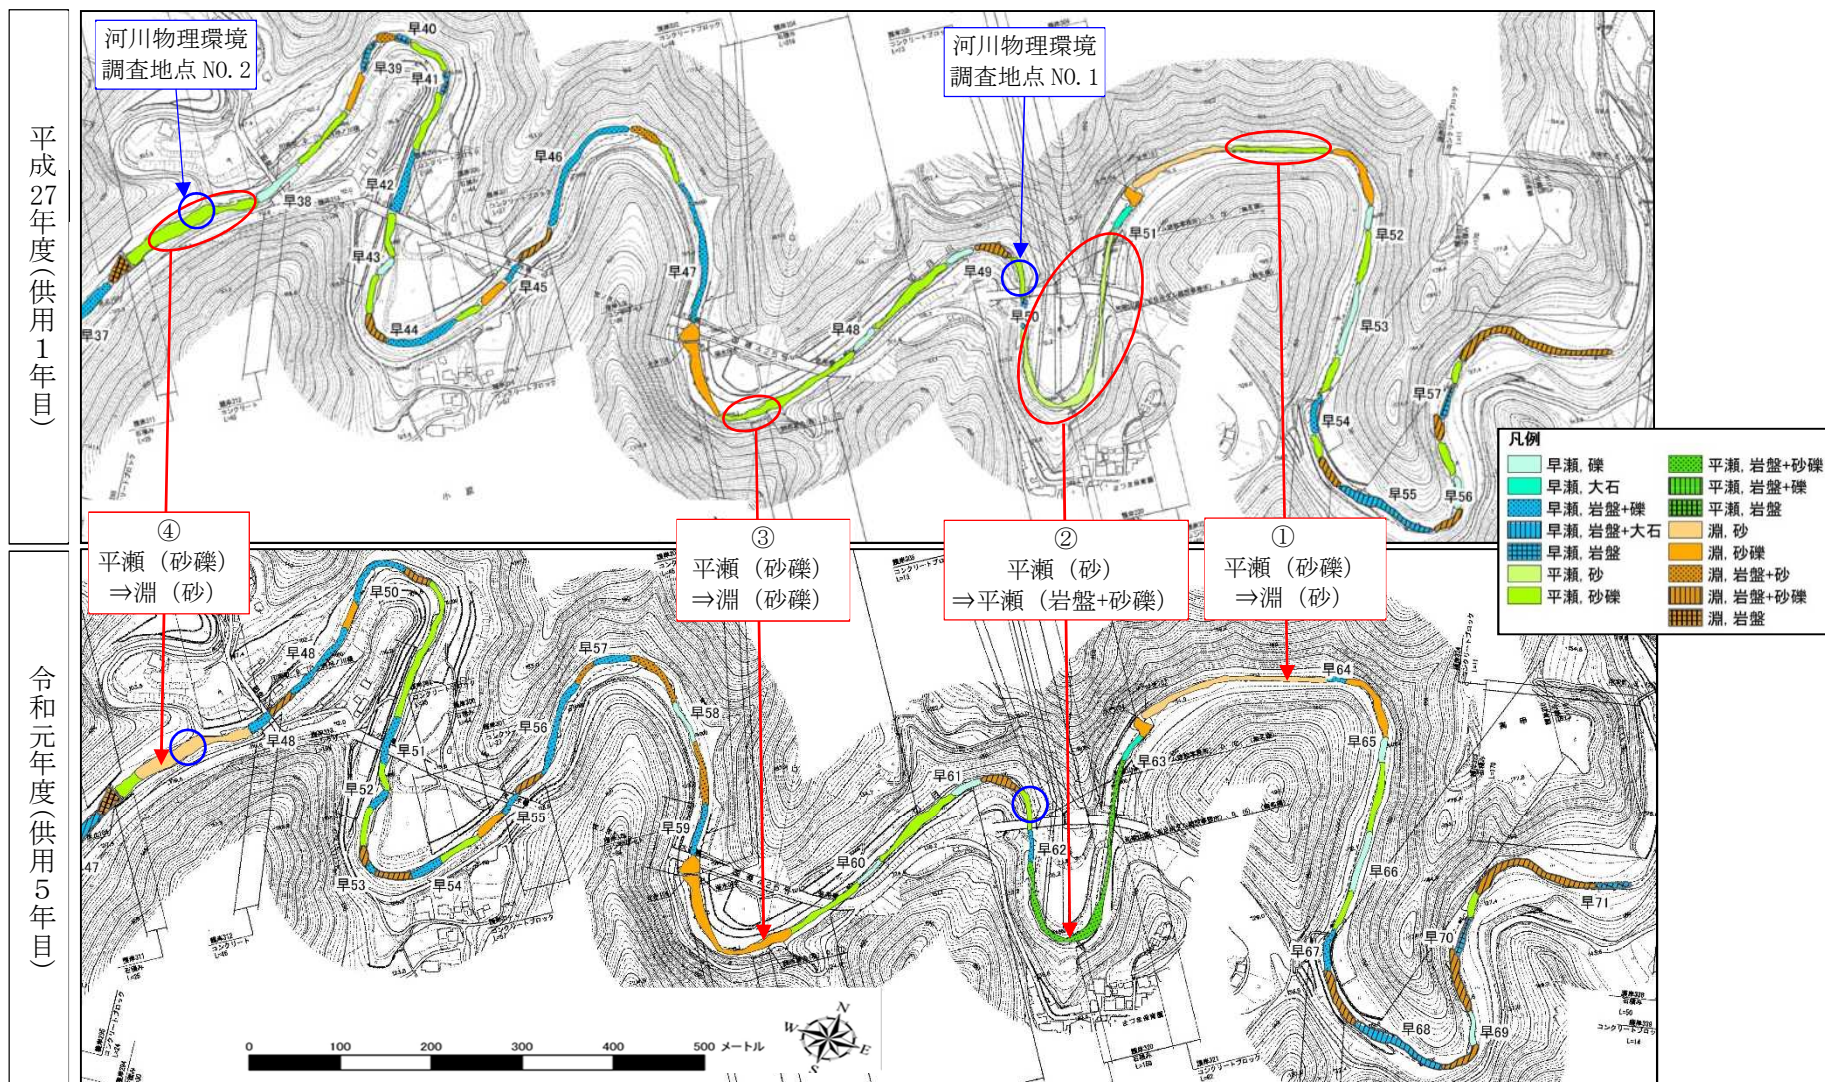 平成27年度(供用1年目)
河川物理環境
調査地点 NO.2
河川物理環境
調査地点 NO.1
早37
早38
早39
早40
早41
早42
早43
早44
早45
早46
早47
早48
早49
早50
早51
早52
早53
早54
早55
早56
早57
④
平瀬（砂礫）
⇒淵（砂）
③
平瀬（砂礫）
⇒淵（砂礫）
②
平瀬（砂）
⇒平瀬（岩盤+砂礫）
①
平瀬（砂礫）
⇒淵（砂）
凡例
早瀬, 礫
早瀬, 大石
早瀬, 岩盤+礫
早瀬, 岩盤+大石
早瀬, 岩盤
平瀬, 砂
平瀬, 砂礫
平瀬, 岩盤+砂礫
平瀬, 岩盤+礫
平瀬, 岩盤
淵, 砂
淵, 砂礫
淵, 岩盤+砂
淵, 岩盤+砂礫
淵, 岩盤
令和元年度(供用5年目)
47
早48
早48
早50
早51
早52
早53
早54
早55
早56
早57
早58
早59
早60
早61
早62
早63
早64
早65
早66
早67
早68
早69
早70
早71
0 100 200 300 400 500 メートル
N
W
E
S